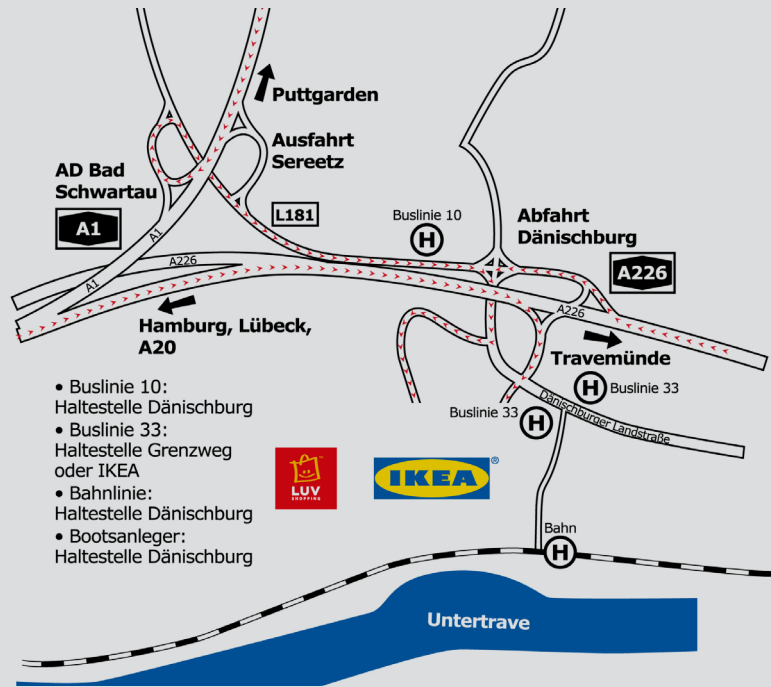 Puttgarden
Ausfahrt
Sereetz
AD Bad
Schwartau
A1
A1
L181
Buslinie 10
H
Abfahrt
Dänischburg
A226
A226
A1
Hamburg, Lübeck,
A20
A226
Travemünde
• Buslinie 10:
Haltestelle Dänischburg
• Buslinie 33:
Haltestelle Grenzweg
oder IKEA
• Bahnlinie:
Haltestelle Dänischburg
• Bootsanleger:
Haltestelle Dänischburg
H
Buslinie 33
Buslinie 33
H
Dänischburger Landstraße
LUV
SHOPPING
IKEA®
Bahn
H
Untertrave